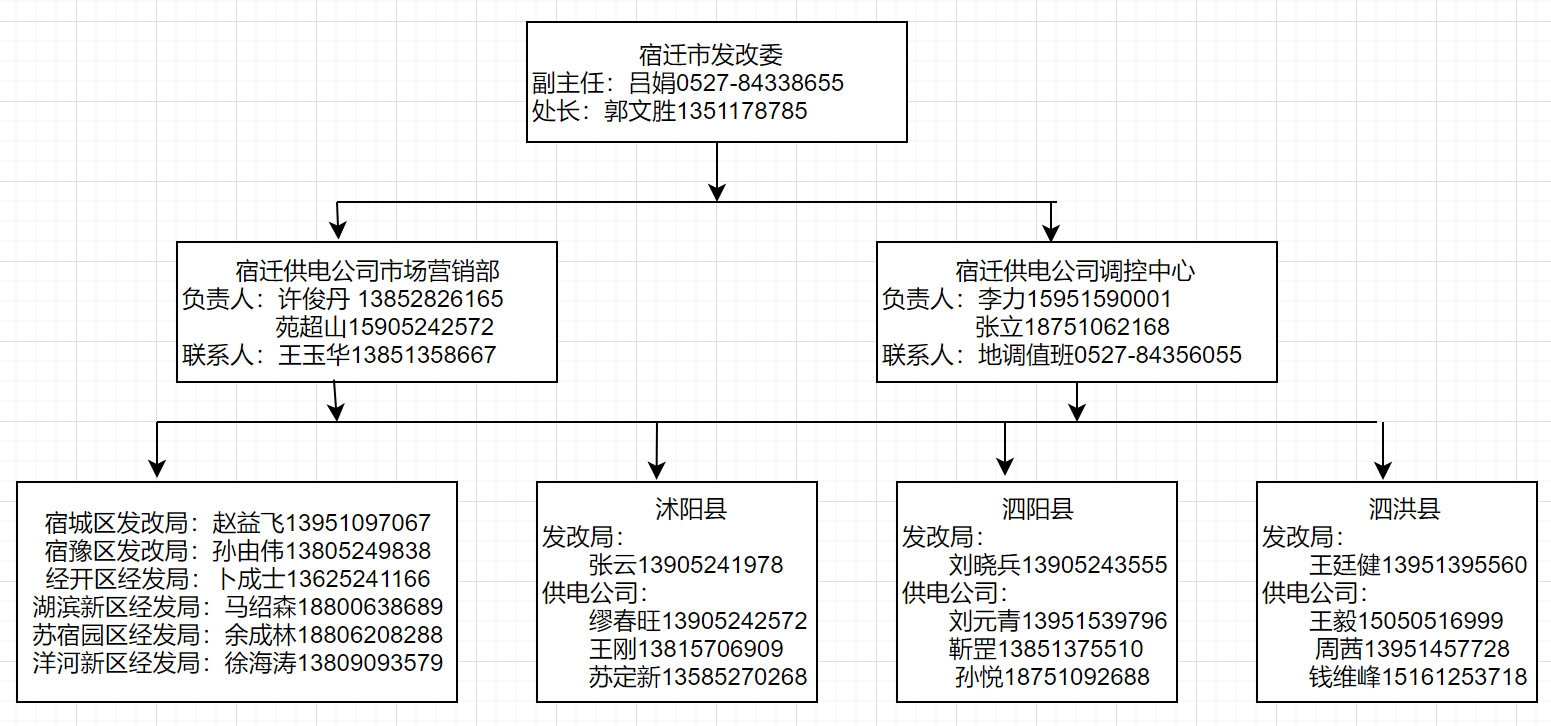 宿迁市发改委
副主任：吕娟0527-84338655
处长：郭文胜1351178785
宿迁供电公司市场营销部
负责人：许俊丹 13852826165
苑超山15905242572
联系人：王玉华13851358667
宿迁供电公司调控中心
负责人：李力15951590001
张立18751062168
联系人：地调值班0527-84356055
宿城区发改局：赵益飞13951097067
宿豫区发改局：孙由伟13805249838
经开区经发局：卜成士13625241166
湖滨新区经发局：马绍森18800638689
苏宿园区经发局：余成林18806208288
洋河新区经发局：徐海涛13809093579
沭阳县
发改局：
张云13905241978
供电公司：
缪春旺13905242572
王刚13815706909
苏定新13585270268
泗阳县
发改局：
刘晓兵13905243555
供电公司：
刘元青13951539796
靳罡13851375510
孙悦18751092688
泗洪县
发改局：
王廷健13951395560
供电公司：
王毅15050516999
周茜13951457728
钱维峰15161253718